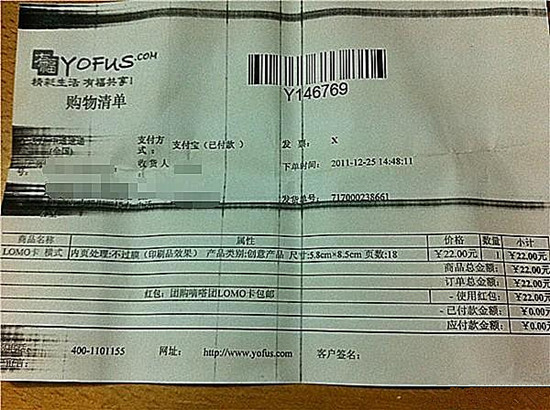 有福 YOFUS.COM
精彩生活 有福共享!
购物清单
Y146769
支付方式: 支付宝(已付款) 发 票: X
(全国)
收货人 下单时间: 2011-12-25 14:48:11
发货单号: 717000238661
商品名称 属性 价格 数量 小计
LOMO卡 横式 内页处理:不过膜(印刷品效果) 产品类别:创意产品 尺寸:5.8cm×8.5cm 页数:18 ￥22.00元 1 ￥22.00元
商品总金额: ￥22.00元
订单总金额: ￥22.00元
红包: 团购嘀嗒团LOMO卡包邮 - 使用红包: ￥22.00元
- 已付款金额: ￥0.00元
应付款金额: ￥0.00元
400-1101155 网址: http://www.yofus.com 客户签名: